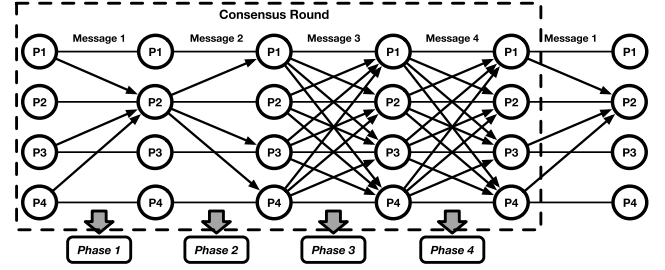 Consensus Round
Message 1 Message 2 Message 3 Message 4 Message 1
P1 P1 P1 P1 P1 P1
P2 P2 P2 P2 P2 P2
P3 P3 P3 P3 P3 P3
P4 P4 P4 P4 P4 P4
Phase 1 Phase 2 Phase 3 Phase 4